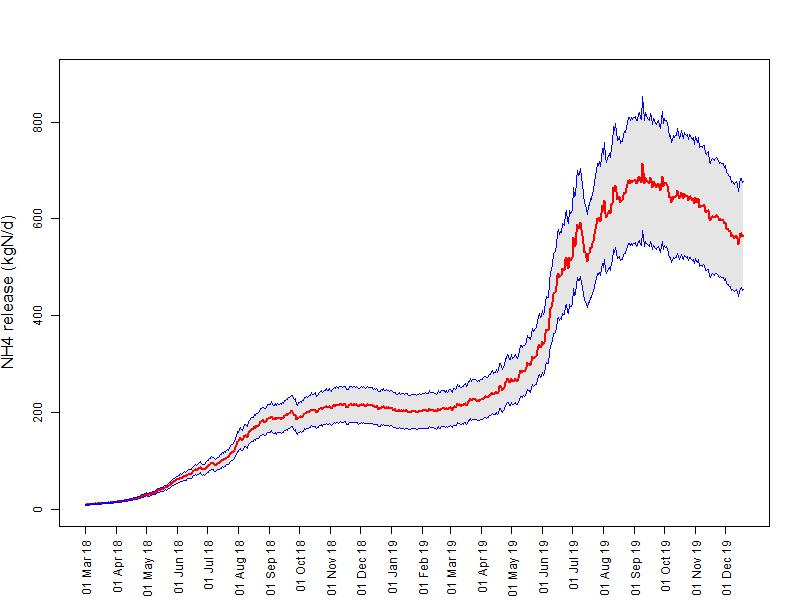 NH4 release (kgN/d)
800
600
400
200
0
01 Mar 18
01 Apr 18
01 May 18
01 Jun 18
01 Jul 18
01 Aug 18
01 Sep 18
01 Oct 18
01 Nov 18
01 Dec 18
01 Jan 19
01 Feb 19
01 Mar 19
01 Apr 19
01 May 19
01 Jun 19
01 Jul 19
01 Aug 19
01 Sep 19
01 Oct 19
01 Nov 19
01 Dec 19